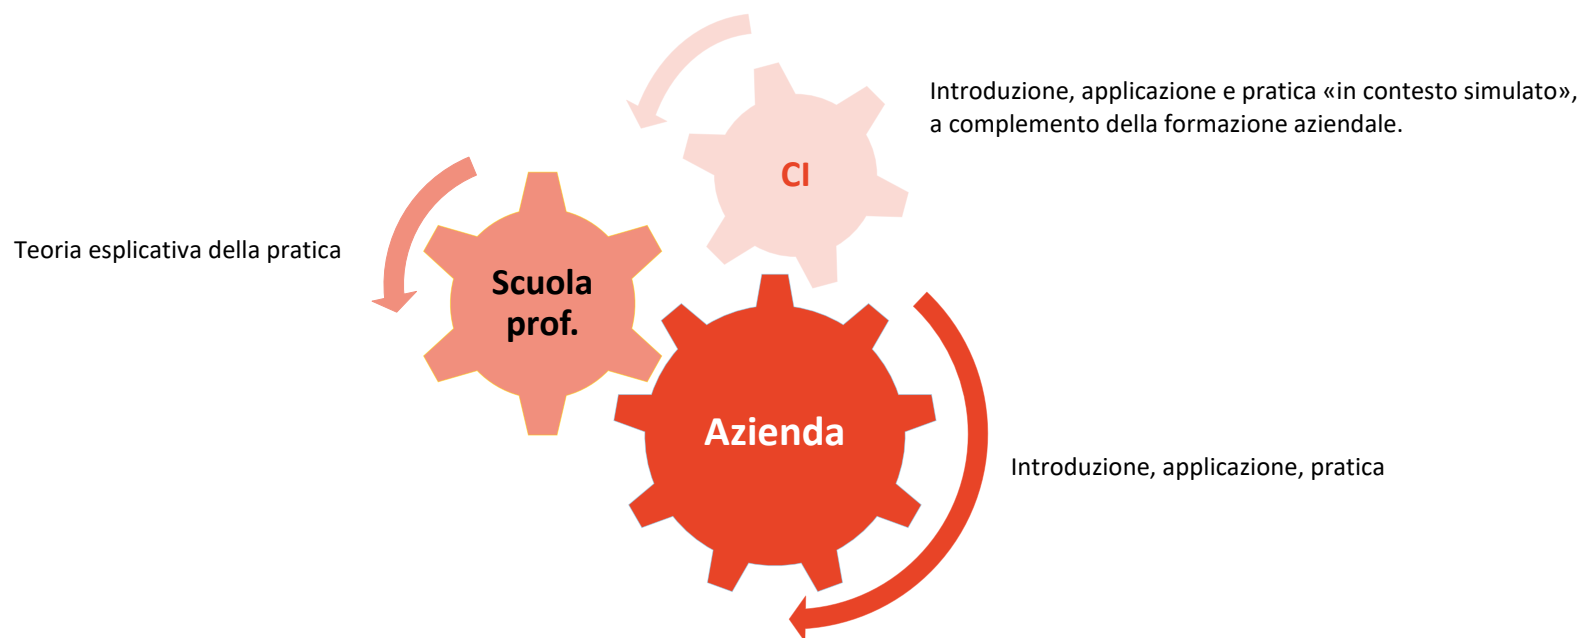 Introduzione, applicazione e pratica «in contesto simulato»,
a complemento della formazione aziendale.
CI
Teoria esplicativa della pratica
Scuola
prof.
Azienda
Introduzione, applicazione, pratica